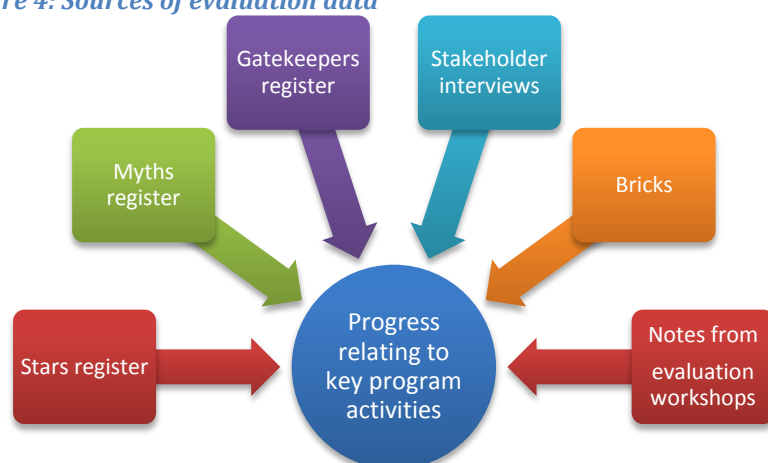 re 4: Sources of evaluation data
Gatekeepers
register
Stakeholder
interviews
Myths
register
Bricks
Stars register
Progress
relating to
key program
activities
Notes from
evaluation
workshops